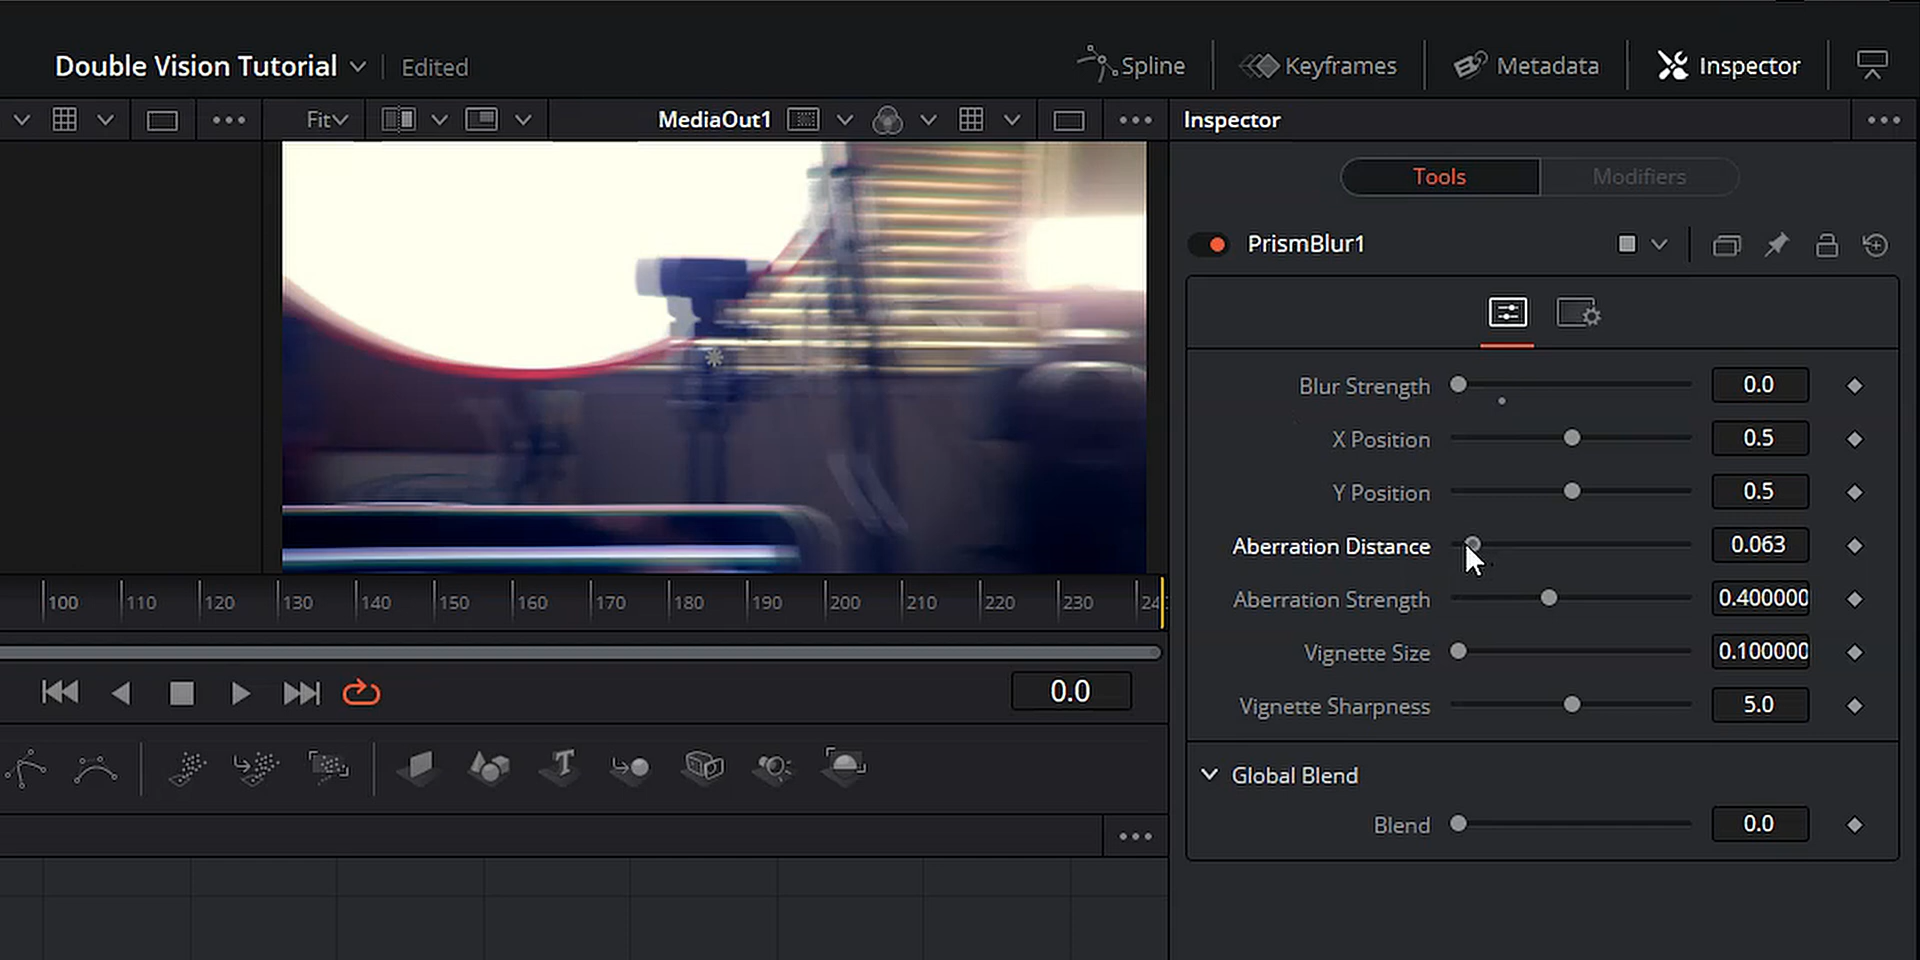 Double Vision Tutorial
Edited
Spline
Keyframes
Metadata
Inspector
Fit
MediaOut1
Inspector
Tools
Modifiers
PrismBlur1
Blur Strength
0.0
X Position
0.5
Y Position
0.5
Aberration Distance
0.063
Aberration Strength
0.400000
Vignette Size
0.100000
Vignette Sharpness
5.0
Global Blend
Blend
0.0
100 110 120 130 140 150 160 170 180 190 200 210 220 230 24
0.0
T